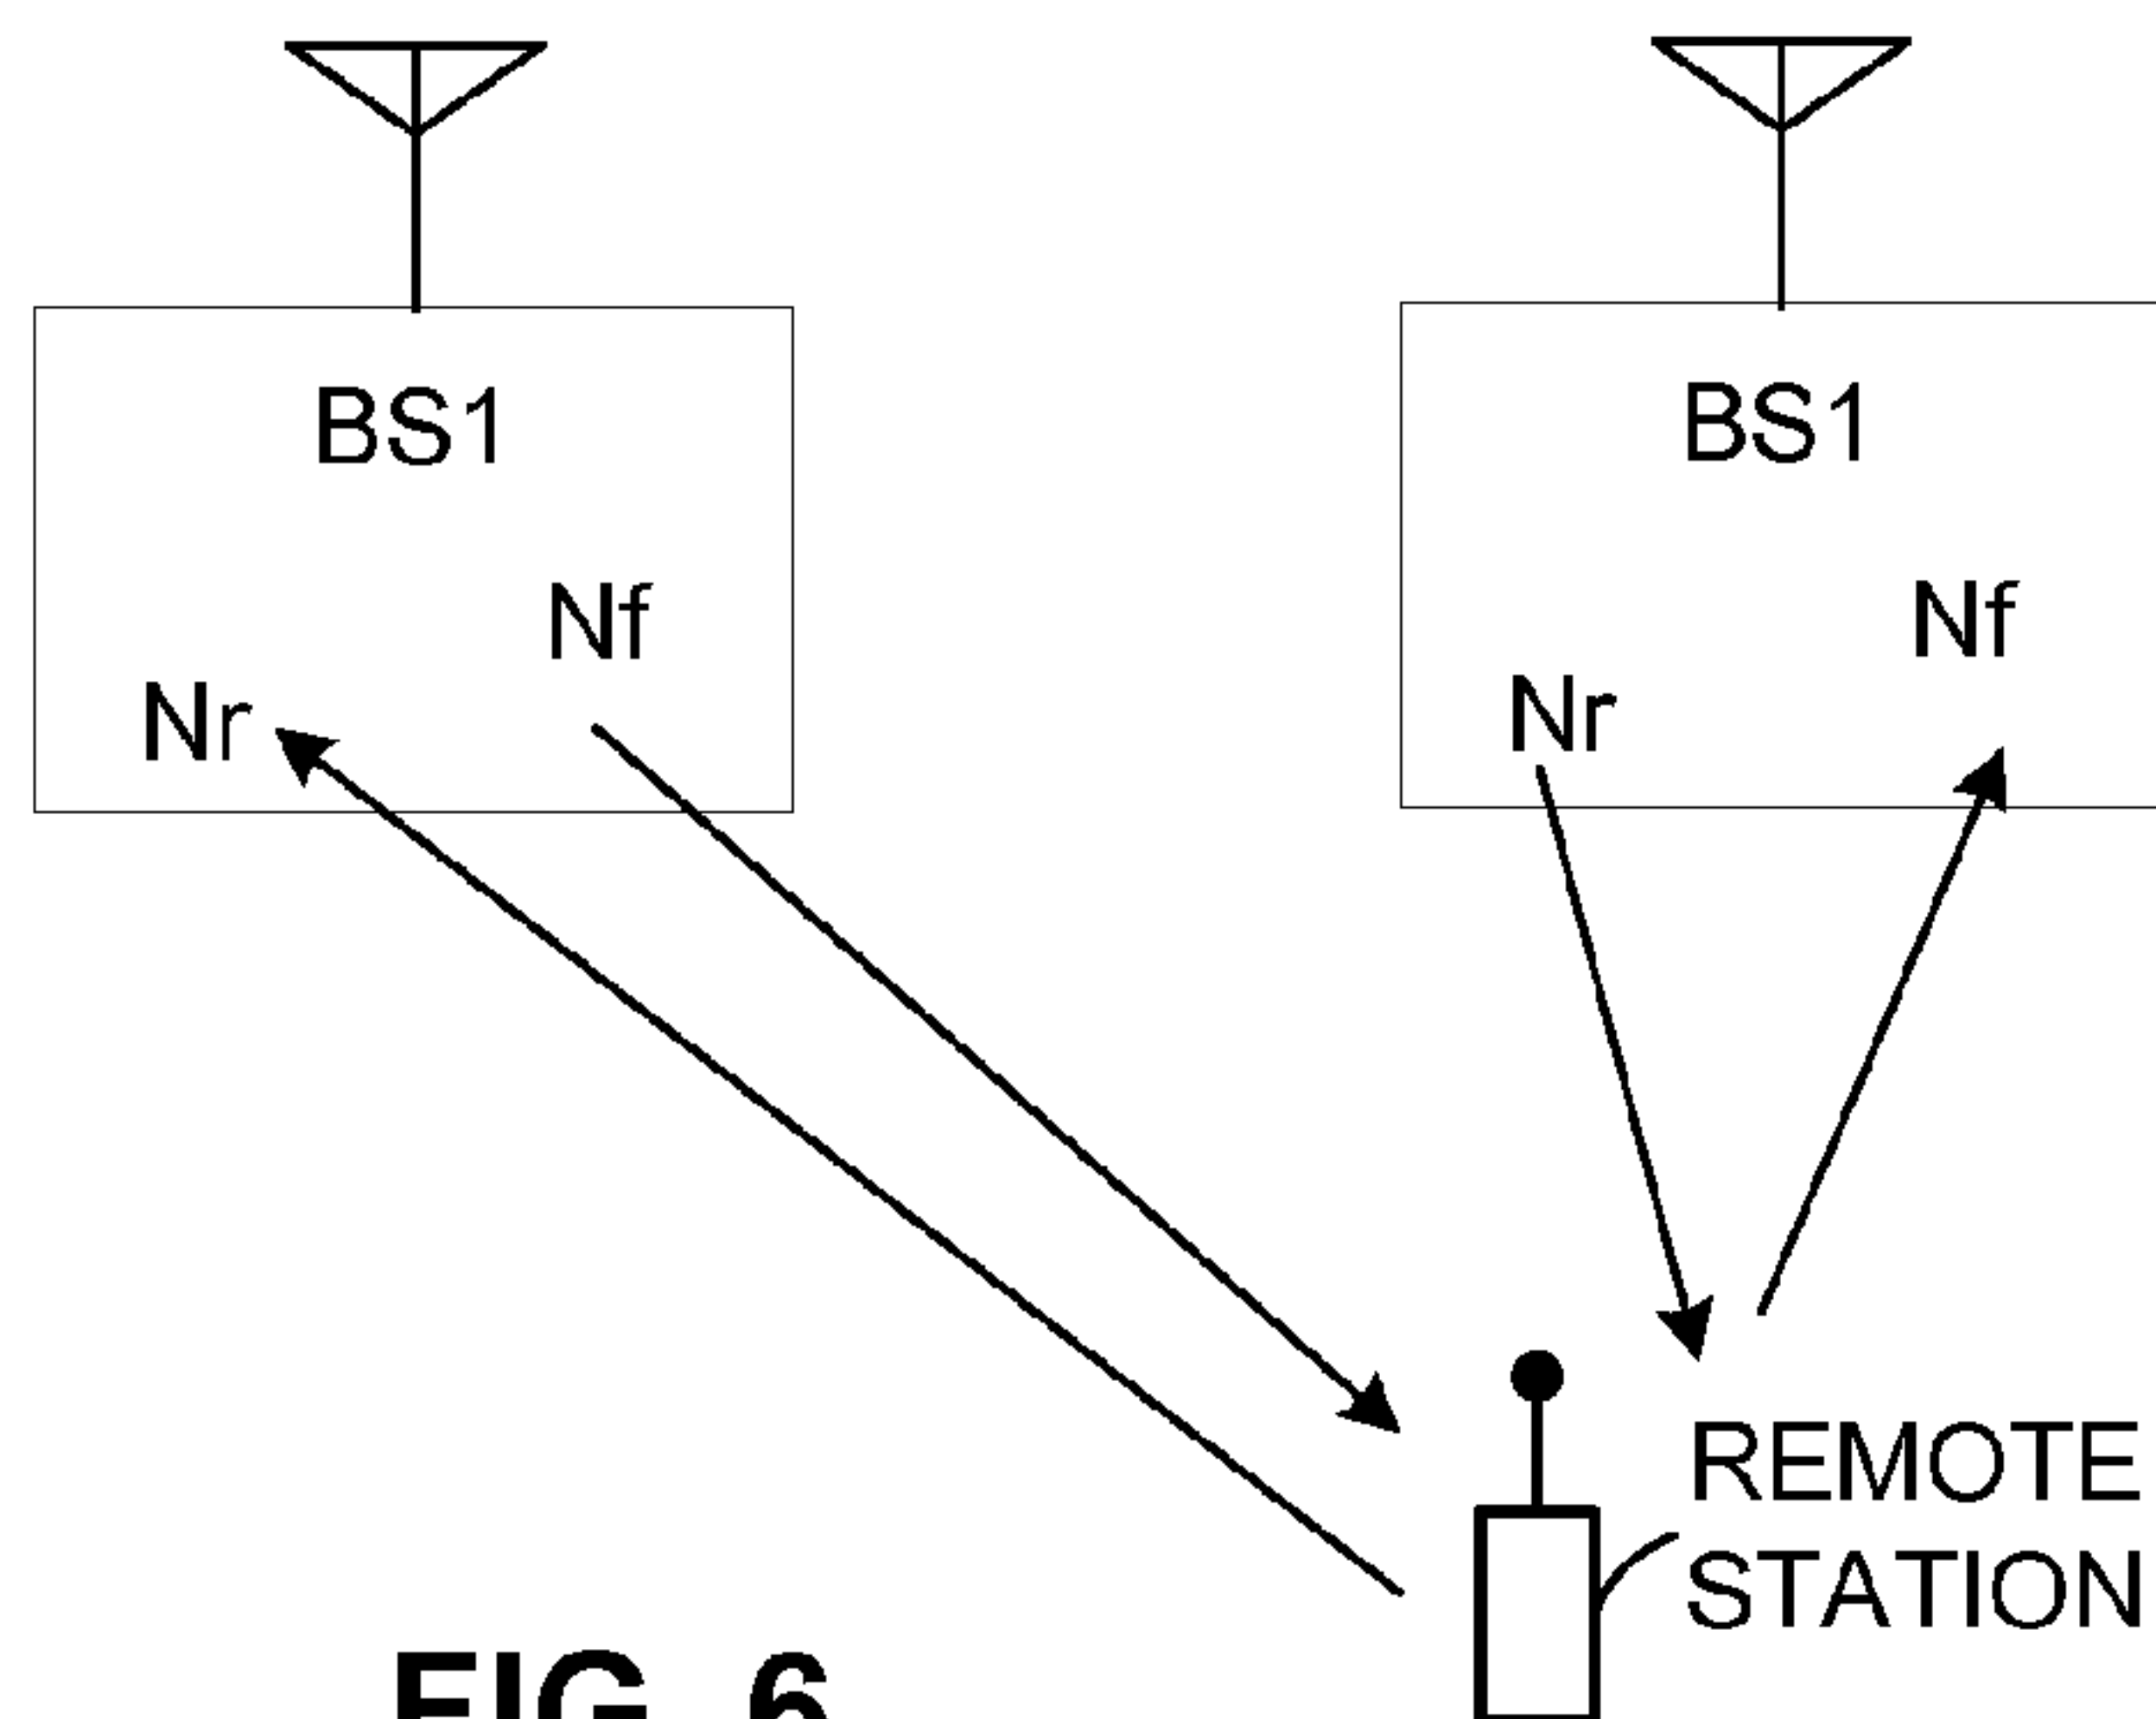 BS1
BS1
Nf
Nf
Nr
Nr
REMOTE
STATION
FIG. 6